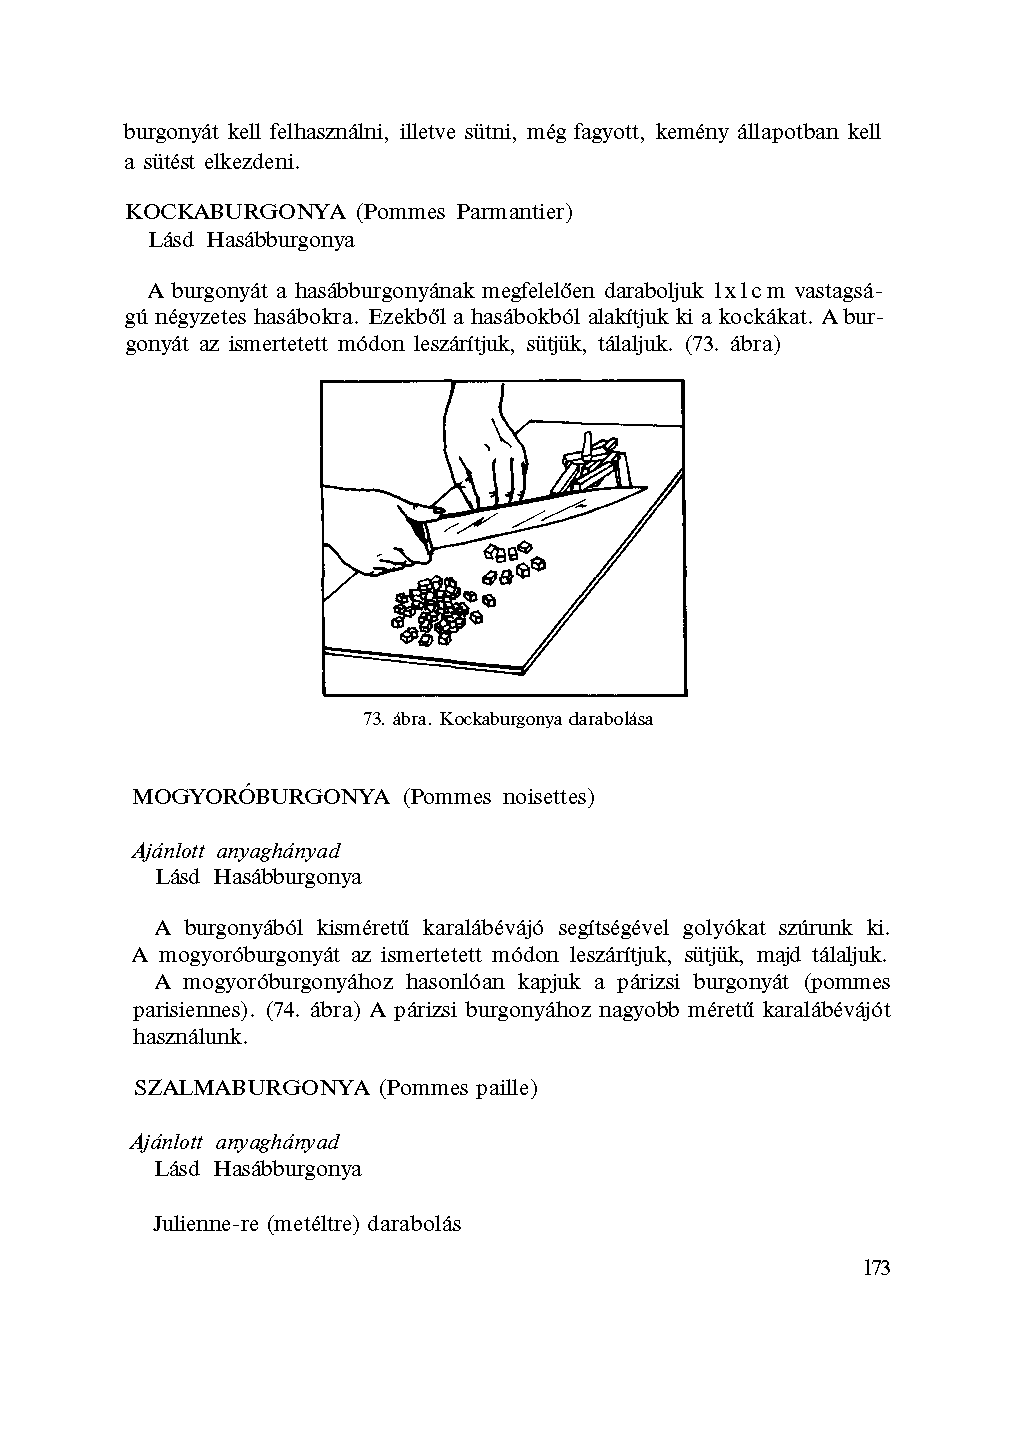 burgonyát kell felhasználni, illetve sütni, még fagyott, kemény állapotban kell
a sütést elkezdeni.
KOCKABURGONYA (Pommes Parmantier)
Lásd Hasábburgonya
A burgonyát a hasábburgonyának megfelelően daraboljuk 1x1cm vastagsá-
gú négyzetes hasábokra. Ezekből a hasábokból alakítjuk ki a kockákat. A bur-
gonyát az ismertetett módon leszárítjuk, sütjük, tálaljuk. (73. ábra)
73. ábra. Kockaburgonya darabolása
MOGYORÓBURGONYA (Pommes noisettes)
Ajánlott anyaghányad
Lásd Hasábburgonya
A burgonyából kisméretű karalábévájó segítségével golyókat szúrunk ki.
A mogyoróburgonyát az ismertetett módon leszárítjuk, sütjük, majd tálaljuk.
A mogyoróburgonyához hasonlóan kapjuk a párizsi burgonyát (pommes
parisiennes). (74. ábra) A párizsi burgonyához nagyobb méretű karalábévájót
használunk.
SZALMABURGONYA (Pommes paille)
Ajánlott anyaghányad
Lásd Hasábburgonya
Julienne-re (metéltre) darabolás
173